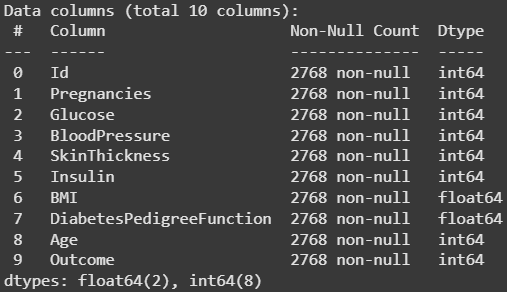 Data columns (total 10 columns):
 #   Column                    Non-Null Count  Dtype
---  ------                    --------------  -----
 0   Id                        2768 non-null   int64
 1   Pregnancies               2768 non-null   int64
 2   Glucose                   2768 non-null   int64
 3   BloodPressure             2768 non-null   int64
 4   SkinThickness             2768 non-null   int64
 5   Insulin                   2768 non-null   int64
 6   BMI                       2768 non-null   float64
 7   DiabetesPedigreeFunction  2768 non-null   float64
 8   Age                       2768 non-null   int64
 9   Outcome                   2768 non-null   int64
dtypes: float64(2), int64(8)